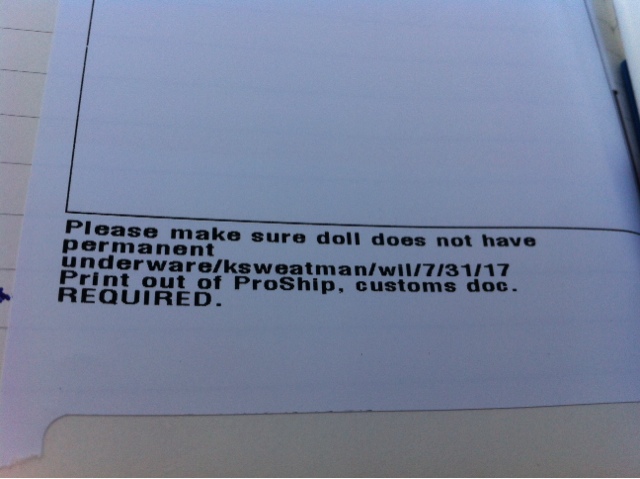 Please make sure doll does not have
permanent
underware/ksweatman/wil/7/31/17
Print out of ProShip, customs doc.
REQUIRED.